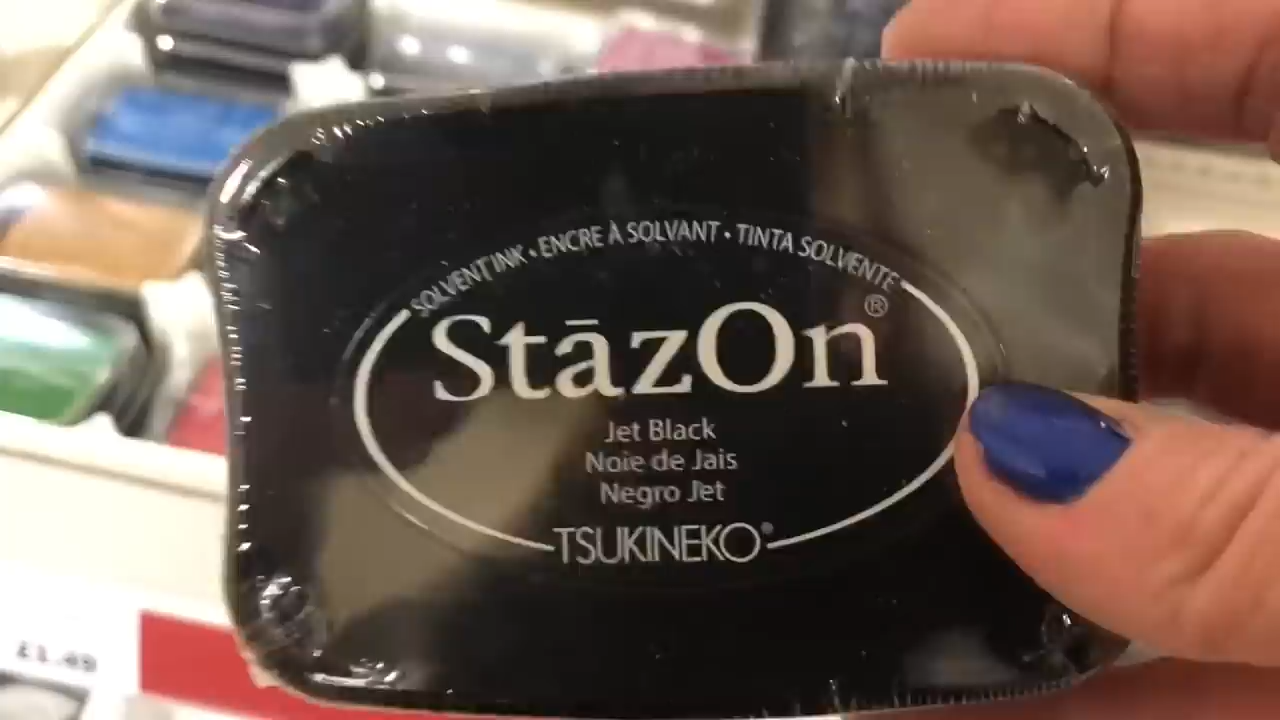 SOLVENT INK • ENCRE À SOLVANT • TINTA SOLVENTE
StāzOn®
Jet Black
Noie de Jais
Negro Jet
TSUKINEKO®
£1.49